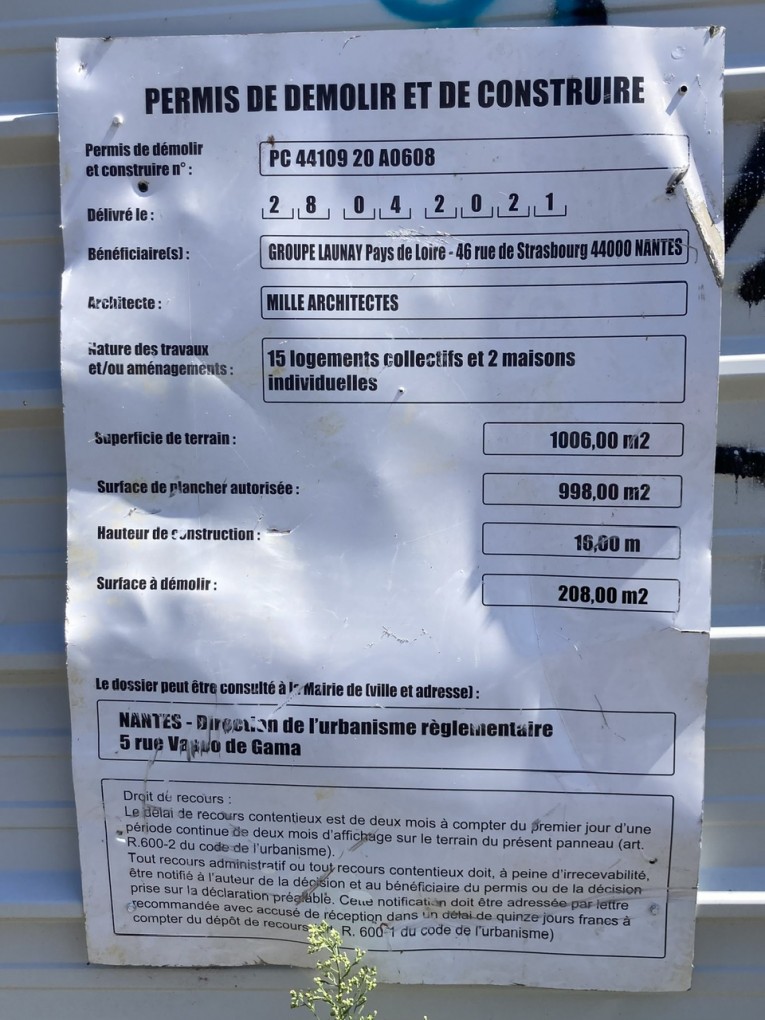 PERMIS DE DEMOLIR ET DE CONSTRUIRE
Permis de démolir
et construire n° :
PC 44109 20 A0608
Délivré le :
2 8 0 4 2 0 2 1
Bénéficiaire(s) :
GROUPE LAUNAY Pays de Loire - 46 rue de Strasbourg 44000 NANTES
Architecte :
MILLE ARCHITECTES
Nature des travaux
et/ou aménagements :
15 logements collectifs et 2 maisons
individuelles
Superficie de terrain :
1006,00 m2
Surface de plancher autorisée :
998,00 m2
Hauteur de construction :
16,00 m
Surface à démolir :
208,00 m2
Le dossier peut être consulté à la Mairie de (ville et adresse) :
NANTES - Direction de l'urbanisme règlementaire
5 rue Vasco de Gama
Droit de recours :
Le délai de recours contentieux est de deux mois à compter du premier jour d'une
période continue de deux mois d'affichage sur le terrain du présent panneau (art.
R.600-2 du code de l'urbanisme).
Tout recours administratif ou tout recours contentieux doit, à peine d'irrecevabilité,
être notifié à l'auteur de la décision et au bénéficiaire du permis ou de la décision
prise sur la déclaration préalable. Cette notification doit être adressée par lettre
recommandée avec accusé de réception dans un délai de quinze jours francs à
compter du dépôt de recours R. 600-1 du code de l'urbanisme)